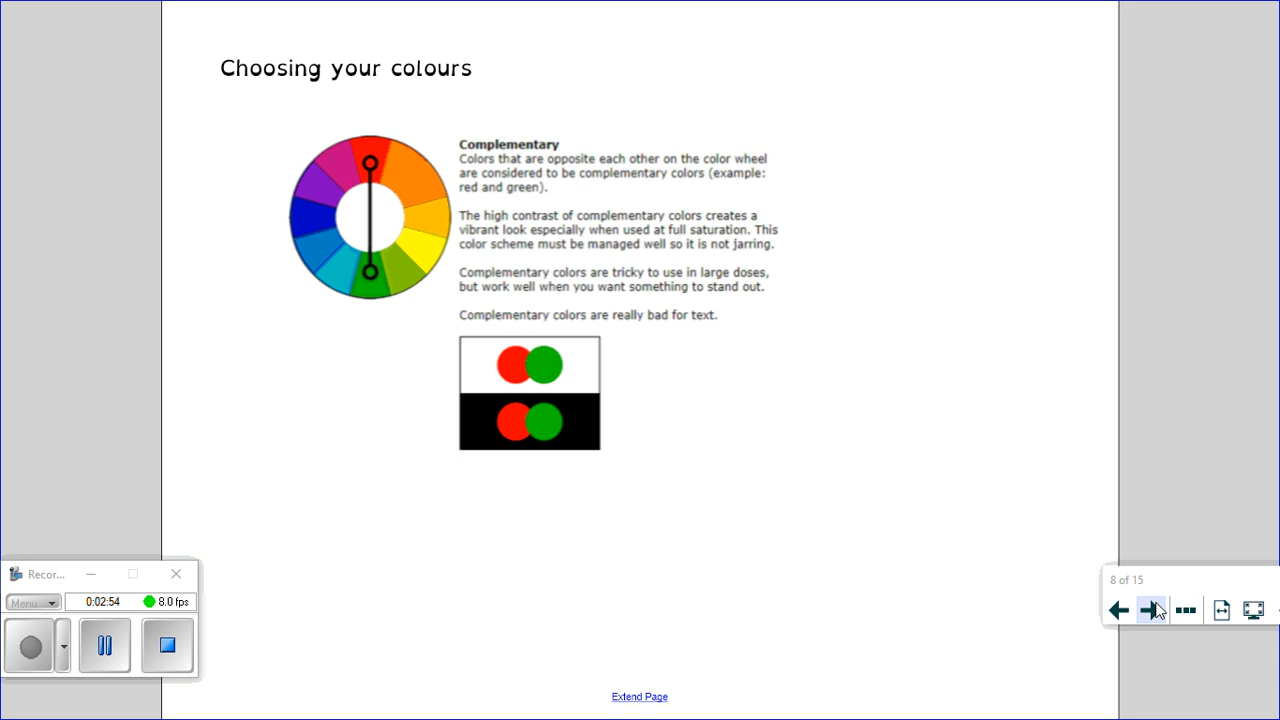 Choosing your colours
Complementary
Colors that are opposite each other on the color wheel
are considered to be complementary colors (example:
red and green).
The high contrast of complementary colors creates a
vibrant look especially when used at full saturation. This
color scheme must be managed well so it is not jarring.
Complementary colors are tricky to use in large doses,
but work well when you want something to stand out.
Complementary colors are really bad for text.
Recor...
Menu
0:02:54
8.0 fps
8 of 15
Extend Page